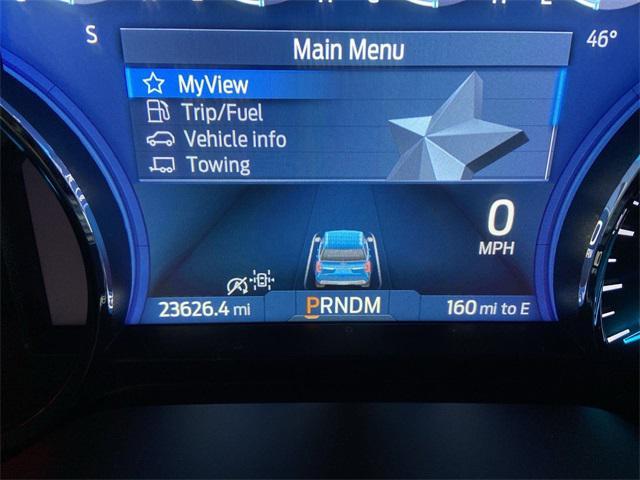 S
46°
Main Menu
MyView
Trip/Fuel
Vehicle info
Towing
0
MPH
23626.4 mi
PRNDM
160 mi to E